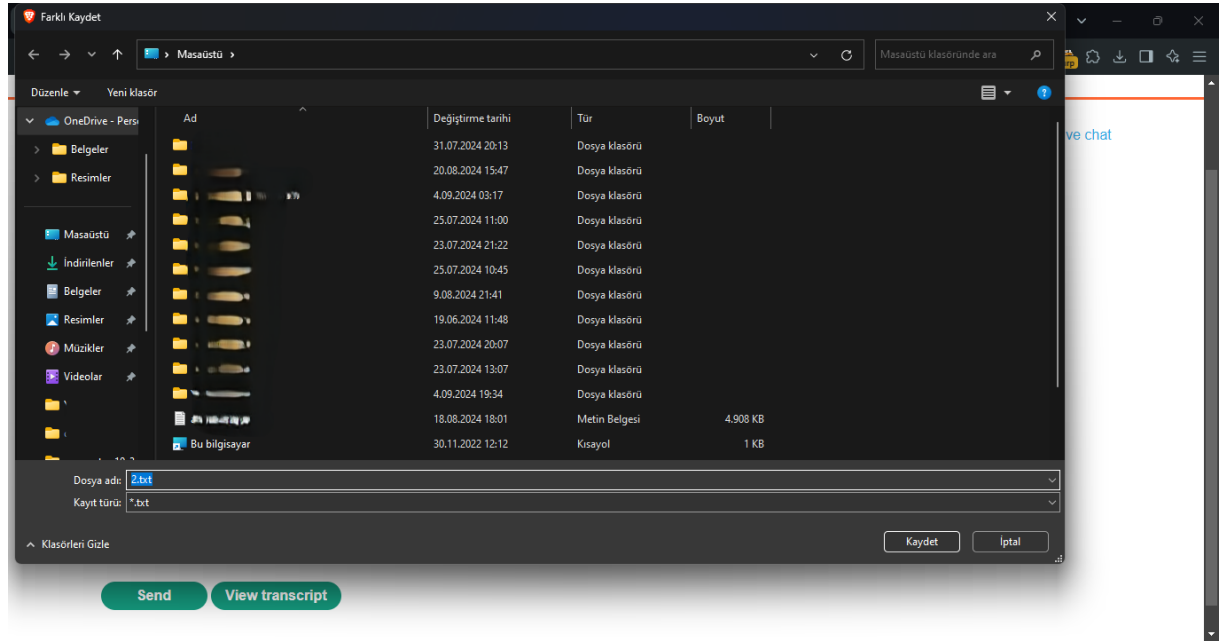 Farklı Kaydet
Masaüstü
Masaüstü klasöründe ara
Düzenle Yeni klasör
OneDrive - Pers
Belgeler
Resimler
Masaüstü
İndirilenler
Belgeler
Resimler
Müzikler
Videolar
Ad Değiştirme tarihi Tür Boyut
31.07.2024 20:13 Dosya klasörü
20.08.2024 15:47 Dosya klasörü
4.09.2024 03:17 Dosya klasörü
25.07.2024 11:00 Dosya klasörü
23.07.2024 21:22 Dosya klasörü
25.07.2024 10:45 Dosya klasörü
9.08.2024 21:41 Dosya klasörü
19.06.2024 11:48 Dosya klasörü
23.07.2024 20:07 Dosya klasörü
23.07.2024 13:07 Dosya klasörü
4.09.2024 19:34 Dosya klasörü
18.08.2024 18:01 Metin Belgesi 4.908 KB
Bu bilgisayar 30.11.2022 12:12 Kısayol 1 KB
Dosya adı: 2.txt
Kayıt türü: *.txt
Klasörleri Gizle
Kaydet İptal
ve chat
Send View transcript